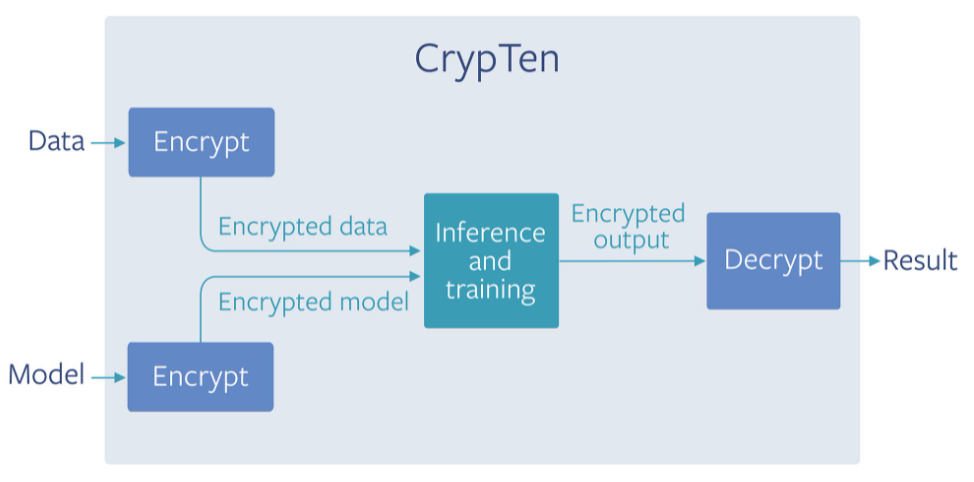 CrypTen
Data
Encrypt
Encrypted data
Inference
and
training
Encrypted
output
Decrypt
Result
Encrypted model
Model
Encrypt